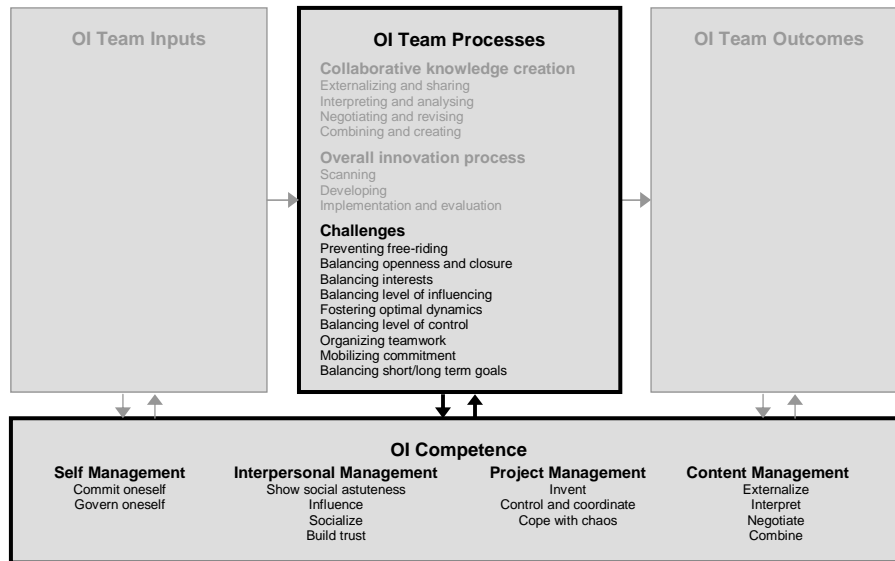 OI Team Inputs
OI Team Processes
OI Team Outcomes
Collaborative knowledge creation
Externalizing and sharing
Interpreting and analysing
Negotiating and revising
Combining and creating
Overall innovation process
Scanning
Developing
Implementation and evaluation
Challenges
Preventing free-riding
Balancing openness and closure
Balancing interests
Balancing level of influencing
Fostering optimal dynamics
Balancing level of control
Organizing teamwork
Mobilizing commitment
Balancing short/long term goals
OI Competence
Self Management
Commit oneself
Govern oneself
Interpersonal Management
Show social astuteness
Influence
Socialize
Build trust
Project Management
Invent
Control and coordinate
Cope with chaos
Content Management
Externalize
Interpret
Negotiate
Combine